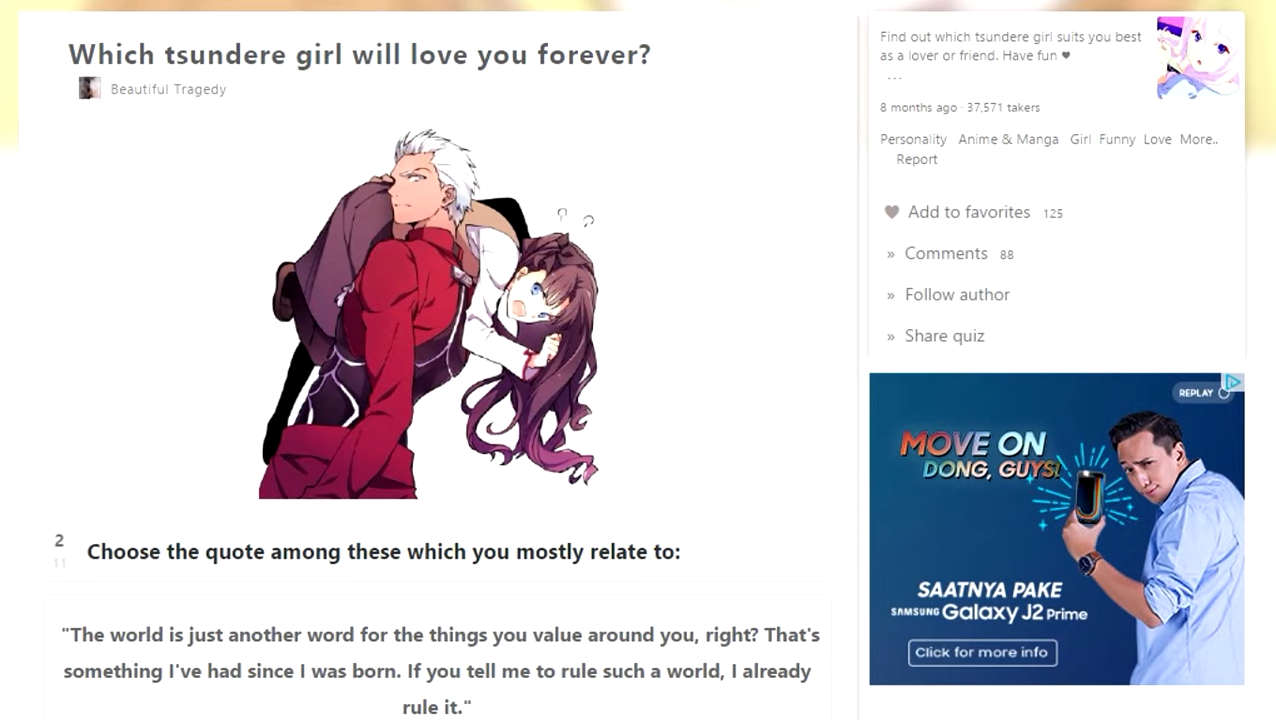 Which tsundere girl will love you forever?
Beautiful Tragedy
2
11
Choose the quote among these which you mostly relate to:
"The world is just another word for the things you value around you, right? That's
something I've had since I was born. If you tell me to rule such a world, I already
rule it."
Find out which tsundere girl suits you best
as a lover or friend. Have fun ♥
...
8 months ago · 37,571 takers
Personality Anime & Manga Girl Funny Love More..
Report
Add to favorites 125
» Comments 88
» Follow author
» Share quiz
REPLAY
MOVE ON
DONG, GUYS!
SAATNYA PAKE
SAMSUNG Galaxy J2 Prime
Click for more info